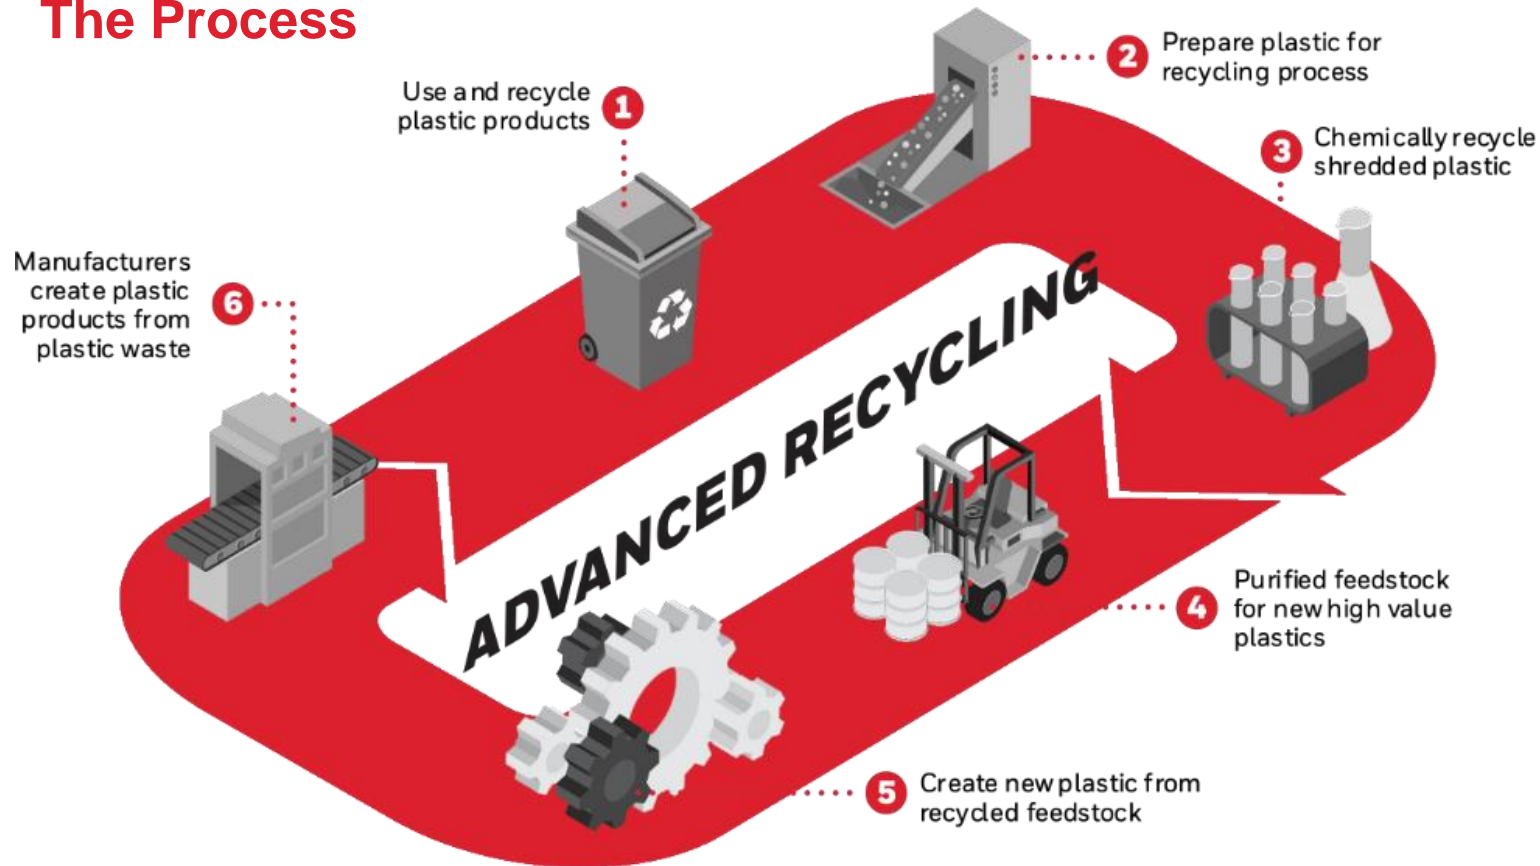 The Process
1
Use and recycle
plastic products
2
Prepare plastic for
recycling process
3
Chemically recycle
shredded plastic
4
Purified feedstock
for new high value
plastics
5
Create new plastic from
recycled feedstock
6
Manufacturers
create plastic
products from
plastic waste
ADVANCED RECYCLING